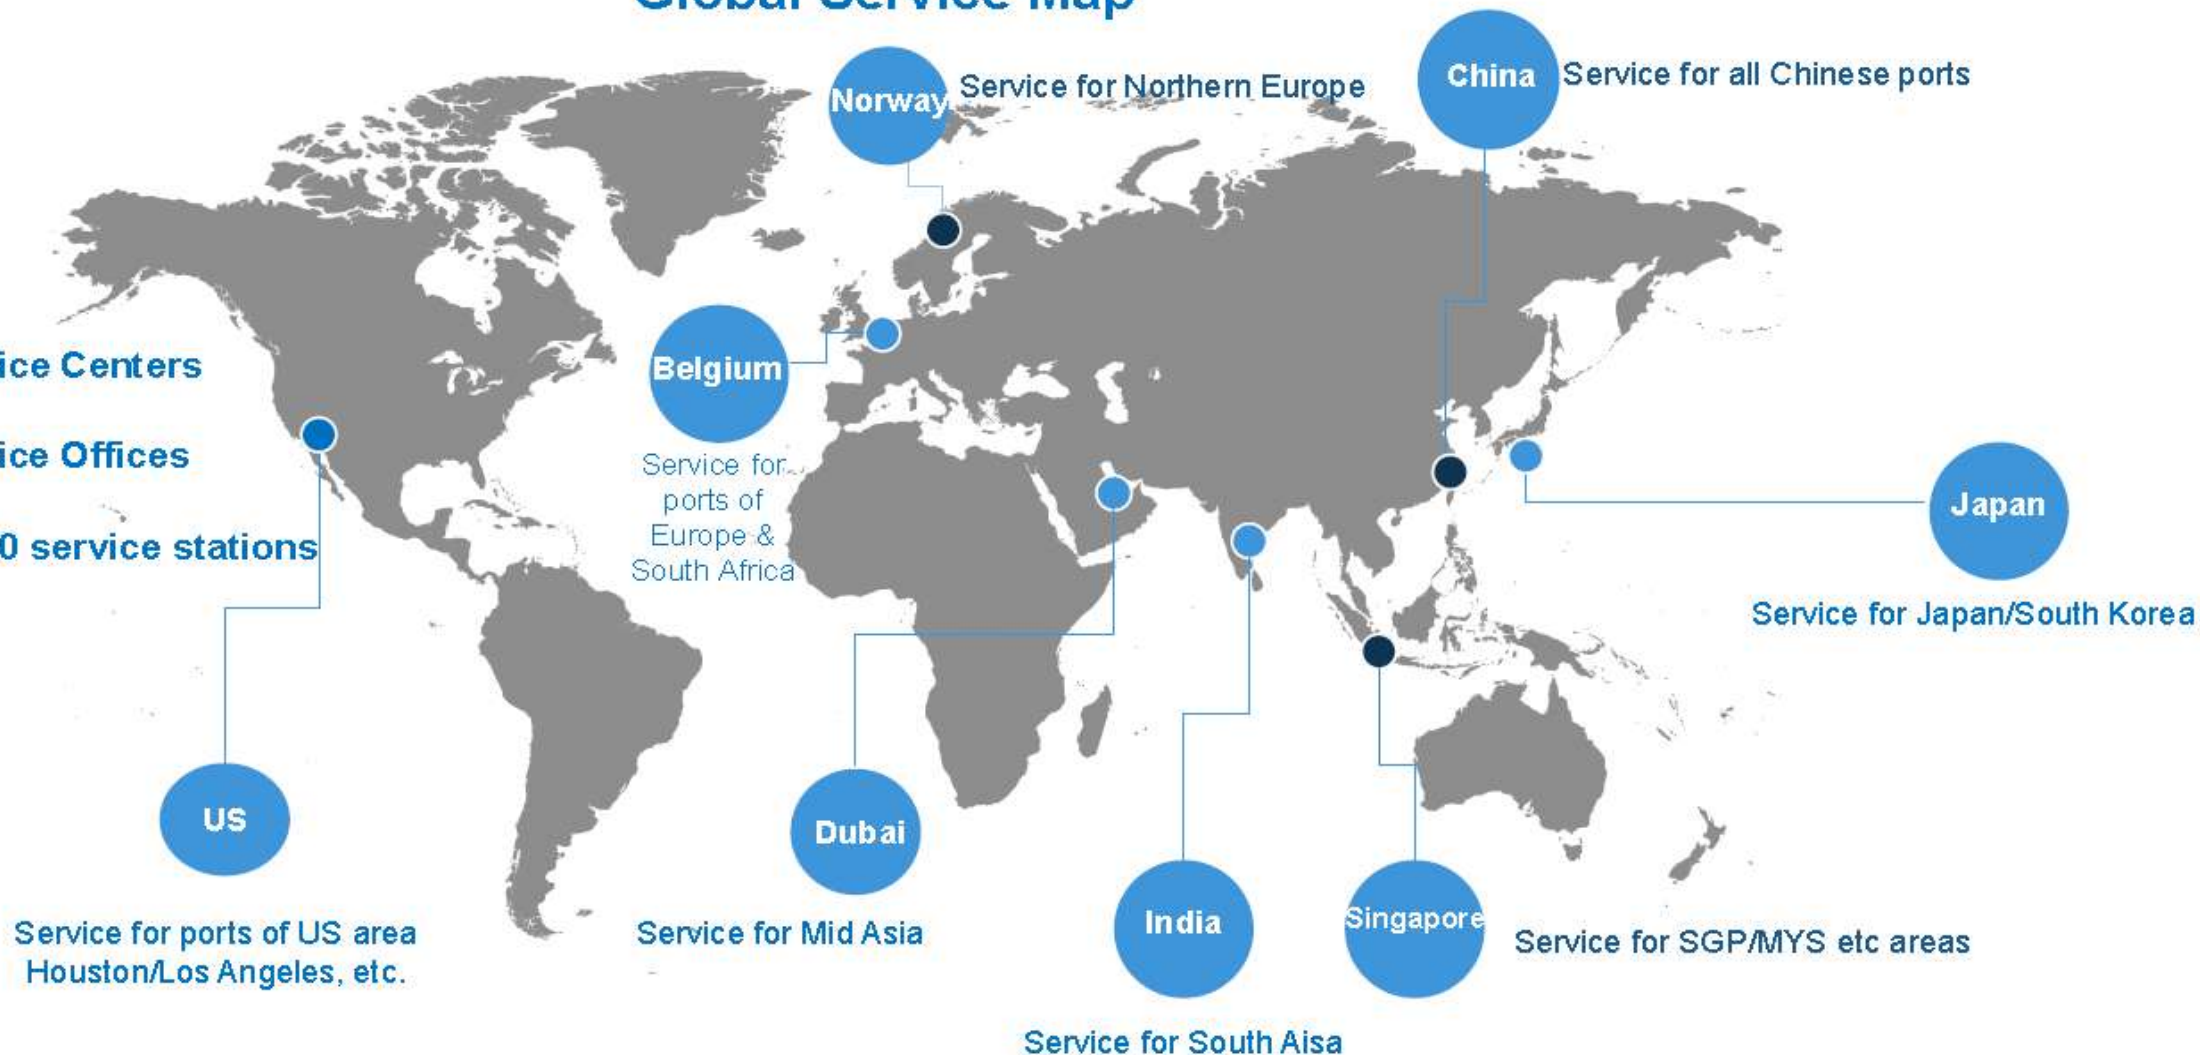 Global Service Map
Norway
Service for Northern Europe
China
Service for all Chinese ports
ice Centers
ice Offices
0 service stations
Belgium
Service for
ports of
Europe &
South Africa
Japan
Service for Japan/South Korea
US
Service for ports of US area
Houston/Los Angeles, etc.
Dubai
Service for Mid Asia
India
Service for South Aisa
Singapore
Service for SGP/MYS etc areas